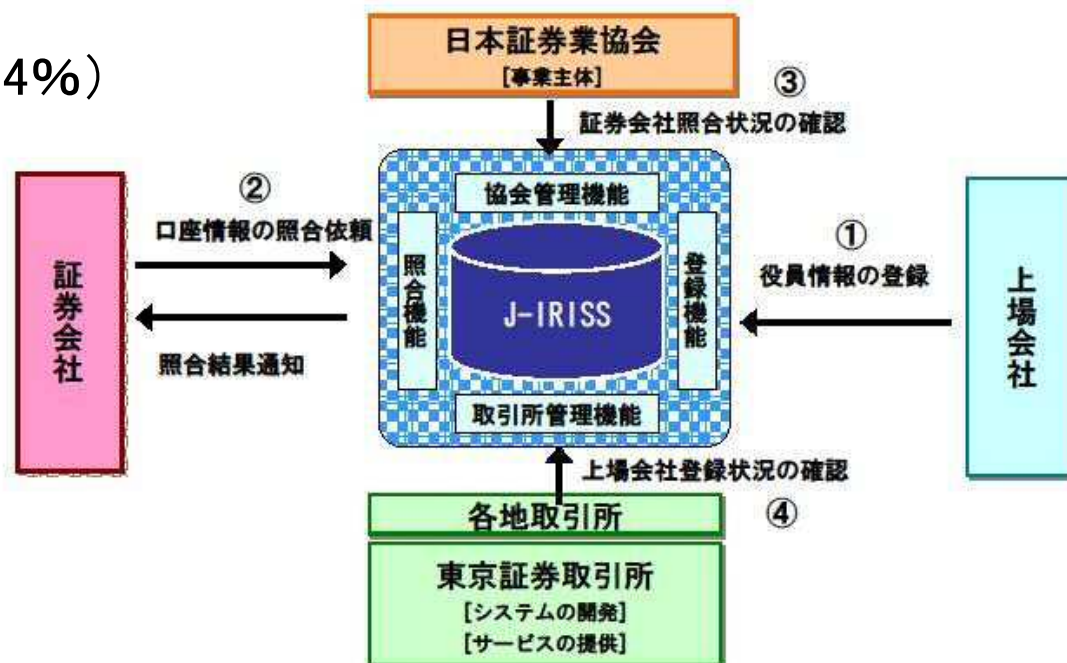 4%)
日本証券業協会
[事業主体]
③
証券会社照合状況の確認
②
口座情報の照合依頼
照合結果通知
証券会社
協会管理機能
照合機能
J-IRISS
登録機能
取引所管理機能
①
役員情報の登録
上場会社
上場会社登録状況の確認
④
各地取引所
東京証券取引所
[システムの開発]
[サービスの提供]